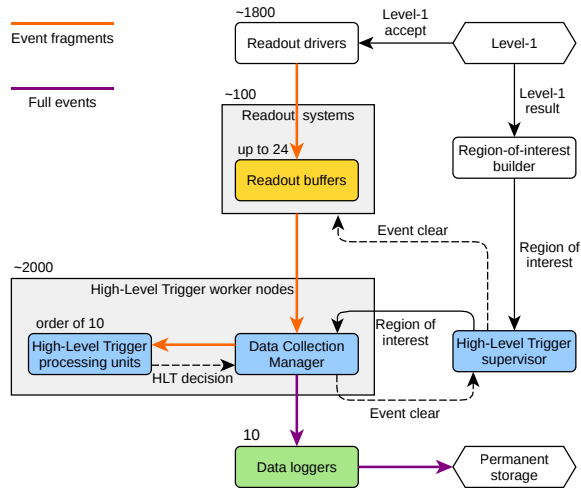 ~1800
Event fragments
Readout drivers
Level-1
accept
Level-1
Full events
~100
Readout systems
Level-1
result
up to 24
Readout buffers
Region-of-interest
builder
Event clear
Region of
interest
~2000
High-Level Trigger worker nodes
order of 10
High-Level Trigger
processing units
HLT decision
Data Collection
Manager
Region of
interest
High-Level Trigger
supervisor
Event clear
10
Data loggers
Permanent
storage